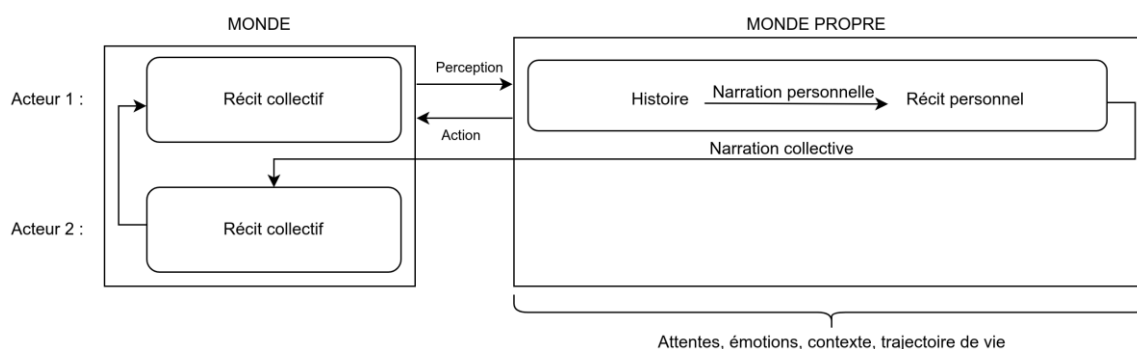 MONDE
MONDE PROPRE
Acteur 1 :
Récit collectif
Perception
Action
Histoire
Narration personnelle
Récit personnel
Narration collective
Acteur 2 :
Récit collectif
Attentes, émotions, contexte, trajectoire de vie